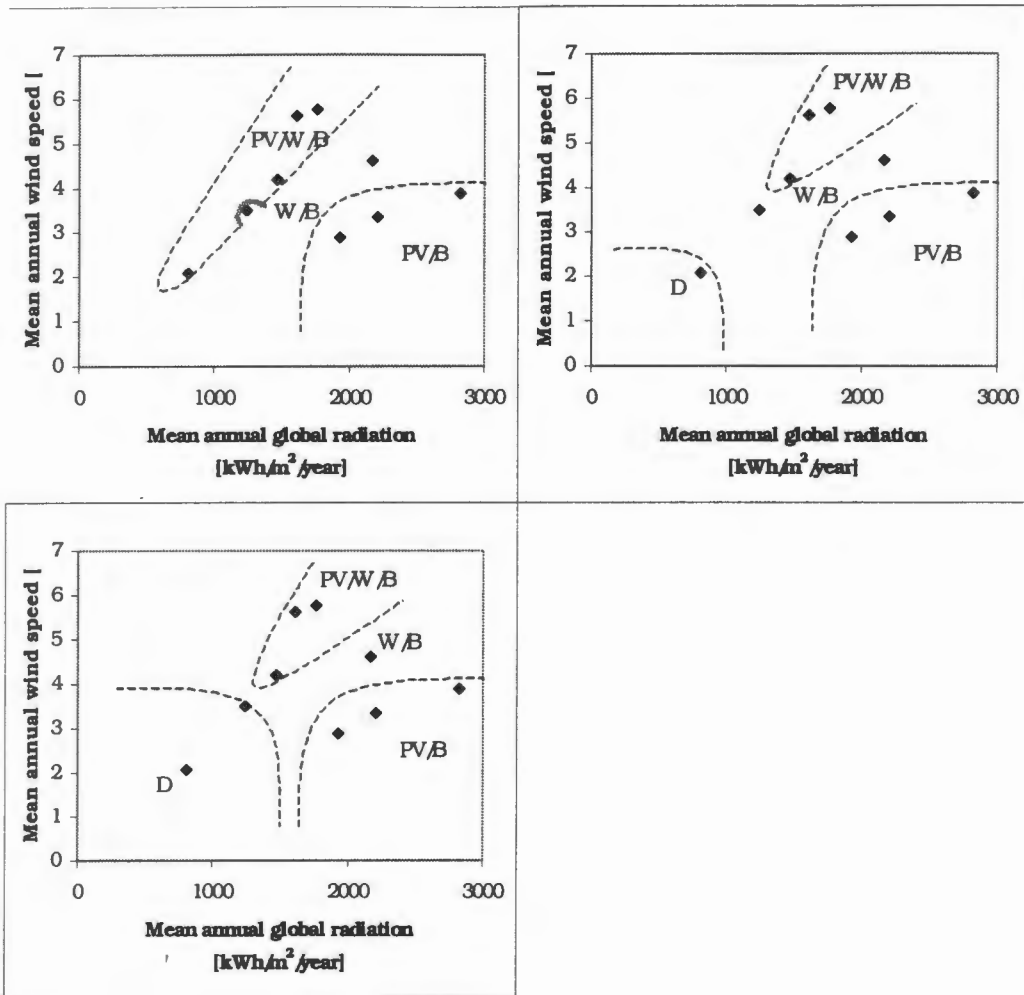 Mean annual wind speed [
7
6
5
4
3
2
1
0
PV/W/B
W/B
PV/B
0
1000
2000
3000
Mean annual global radiation
[kWh/m²/year]
Mean annual wind speed [
7
6
5
4
3
2
1
0
PV/W/B
W/B
D
PV/B
0
1000
2000
3000
Mean annual global radiation
[kWh/m²/year]
Mean annual wind speed [
7
6
5
4
3
2
1
0
PV/W/B
W/B
PV/B
D
0
1000
2000
3000
Mean annual global radiation
[kWh/m²/year]